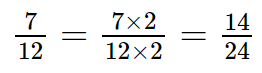 7/12 = 7×2/12×2 = 14/24